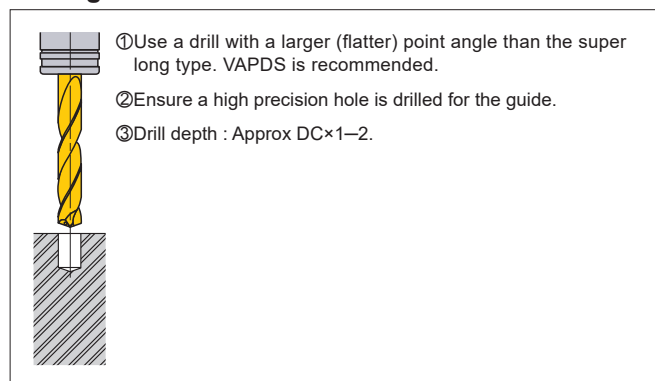 ①Use a drill with a larger (flatter) point angle than the super
long type. VAPDS is recommended.
②Ensure a high precision hole is drilled for the guide.
③Drill depth : Approx DC×1─2.